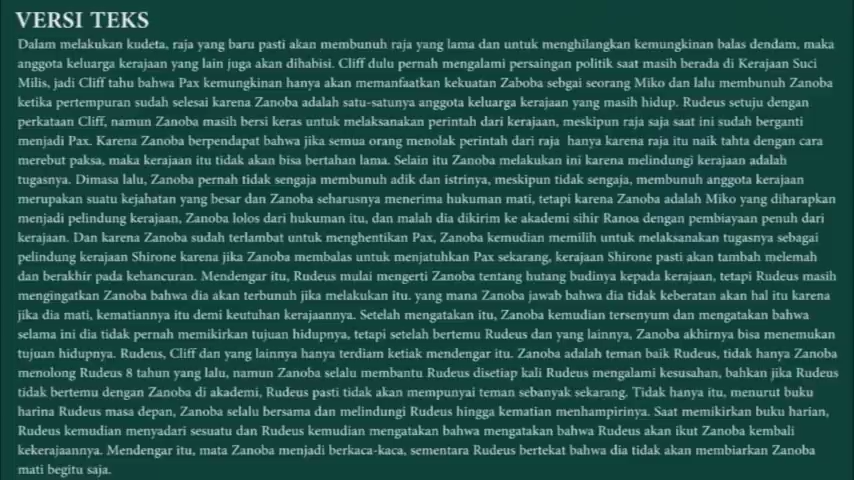 VERSI TEKS
Dalam melakukan kudeta, raja yang baru pasti akan membunuh raja yang lama dan untuk menghilangkan kemungkinan balas dendam, maka
anggota keluarga kerajaan yang lain juga akan dihabisi. Cliff dulu pernah mengalami persaingan politik saat masih berada di Kerajaan Suci
Milis, jadi Cliff tahu bahwa Pax kemungkinan hanya akan memanfaatkan kekuatan Zaboba sebgai seorang Miko dan lalu membunuh Zanoba
ketika pertempuran sudah selesai karena Zanoba adalah satu-satunya anggota keluarga kerajaan yang masih hidup. Rudeus setuju dengan
perkataan Cliff, namun Zanoba masih bersi keras untuk melaksanakan perintah dari kerajaan, meskipun raja saja saat ini sudah berganti
menjadi Pax. Karena Zanoba berpendapat bahwa jika semua orang menolak perintah dari raja hanya karena raja itu naik tahta dengan cara
merebut paksa, maka kerajaan itu tidak akan bisa bertahan lama. Selain itu Zanoba melakukan ini karena melindungi kerajaan adalah
tugasnya. Dimasa lalu, Zanoba pernah tidak sengaja membunuh adik dan istrinya, meskipun tidak sengaja, membunuh anggota kerajaan
merupakan suatu kejahatan yang besar dan Zanoba seharusnya menerima hukuman mati, tetapi karena Zanoba adalah Miko yang diharapkan
menjadi pelindung kerajaan, Zanoba lolos dari hukuman itu, dan malah dia dikirim ke akademi sihir Ranoa dengan pembiayaan penuh dari
kerajaan. Dan karena Zanoba sudah terlambat untuk menghentikan Pax, Zanoba kemudian memilih untuk melaksanakan tugasnya sebagai
pelindung kerajaan Shirone karena jika Zanoba membalas untuk menjatuhkan Pax sekarang, kerajaan Shirone pasti akan tambah melemah
dan berakhir pada kehancuran. Mendengar itu, Rudeus mulai mengerti Zanoba tentang hutang budinya kepada kerajaan, tetapi Rudeus masih
mengingatkan Zanoba bahwa dia akan terbunuh jika melakukan itu. yang mana Zanoba jawab bahwa dia tidak keberatan akan hal itu karena
jika dia mati, kematiannya itu demi keutuhan kerajaannya. Setelah mengatakan itu, Zanoba kemudian tersenyum dan mengatakan bahwa
selama ini dia tidak pernah memikirkan tujuan hidupnya, tetapi setelah bertemu Rudeus dan yang lainnya, Zanoba akhirnya bisa menemukan
tujuan hidupnya. Rudeus, Cliff dan yang lainnya hanya terdiam ketiak mendengar itu. Zanoba adalah teman baik Rudeus, tidak hanya Zanoba
menolong Rudeus 8 tahun yang lalu, namun Zanoba selalu membantu Rudeus disetiap kali Rudeus mengalami kesusahan, bahkan jika Rudeus
tidak bertemu dengan Zanoba di akademi, Rudeus pasti tidak akan mempunyai teman sebanyak sekarang. Tidak hanya itu, menurut buku
harina Rudeus masa depan, Zanoba selalu bersama dan melindungi Rudeus hingga kematian menhampirinya. Saat memikirkan buku harian,
Rudeus kemudian menyadari sesuatu dan Rudeus kemudian mengatakan bahwa mengatakan bahwa Rudeus akan ikut Zanoba kembali
kekerajaannya. Mendengar itu, mata Zanoba menjadi berkaca-kaca, sementara Rudeus bertekat bahwa dia tidak akan membiarkan Zanoba
mati begitu saja.